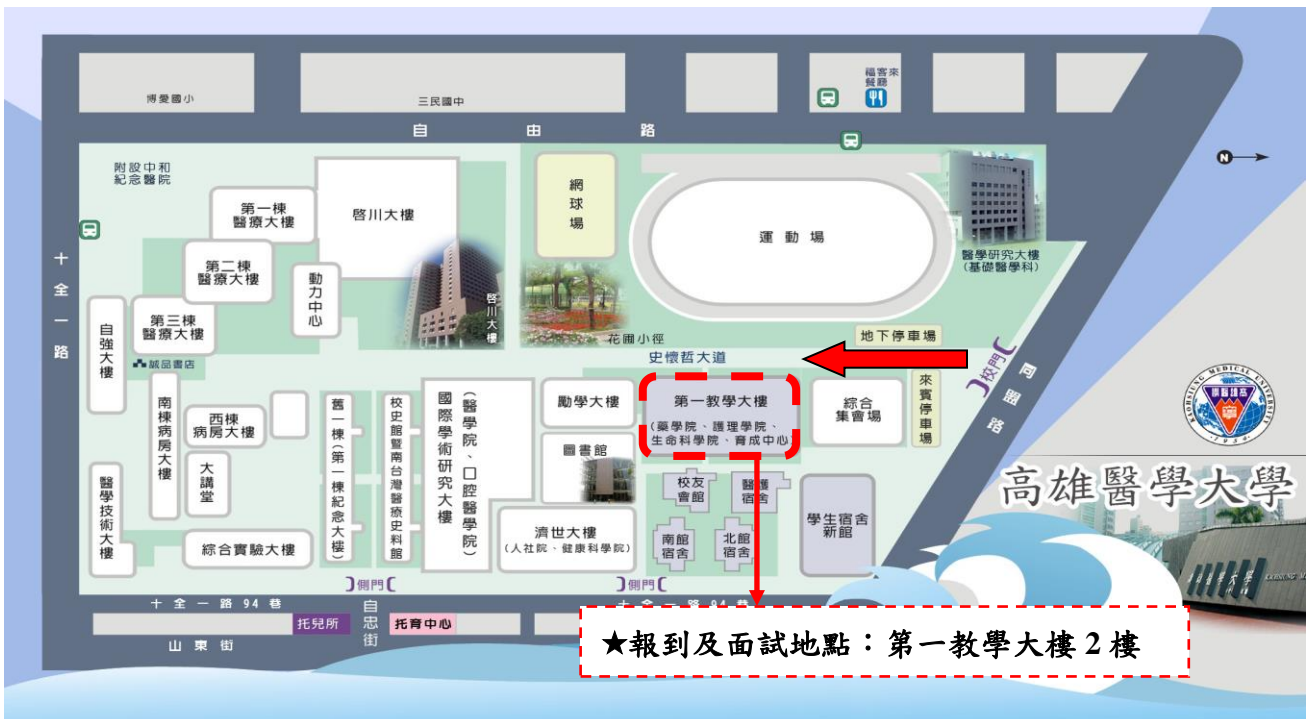 博愛國小
三民國中
福客來
餐廳
自由路
附設中和
紀念醫院
N
第一棟
醫療大樓
啓川大樓
網球場
運動場
醫學研究大樓
(基礎醫學科)
第二棟
醫療大樓
動力中心
啓川大樓
十全一路
自強大樓
第三棟
醫療大樓
誠品書店
花圃小徑
地下停車場
史懷哲大道
校門
同盟路
南棟病房大樓
西棟
病房大樓
大講堂
舊一棟(第一棟紀念大樓)
校史館暨南台灣醫療史料館
國際學術研究大樓
(醫學院、口腔醫學院)
勵學大樓
第一教學大樓
(藥學院、護理學院、
生命科學院、育成中心)
綜合
集會場
來賓停車場
圖書館
校友
會館
醫護
宿舍
醫學技術大樓
綜合實驗大樓
濟世大樓
(人社院、健康科學院)
南館
宿舍
北館
宿舍
學生宿舍
新館
KAOHSIUNG MEDICAL UNIVERSITY
1954
高雄醫學大學
側門
側門
十全一路94巷
十全一路94巷
托兒所
自忠街
托育中心
山東街
★報到及面試地點：第一教學大樓2樓